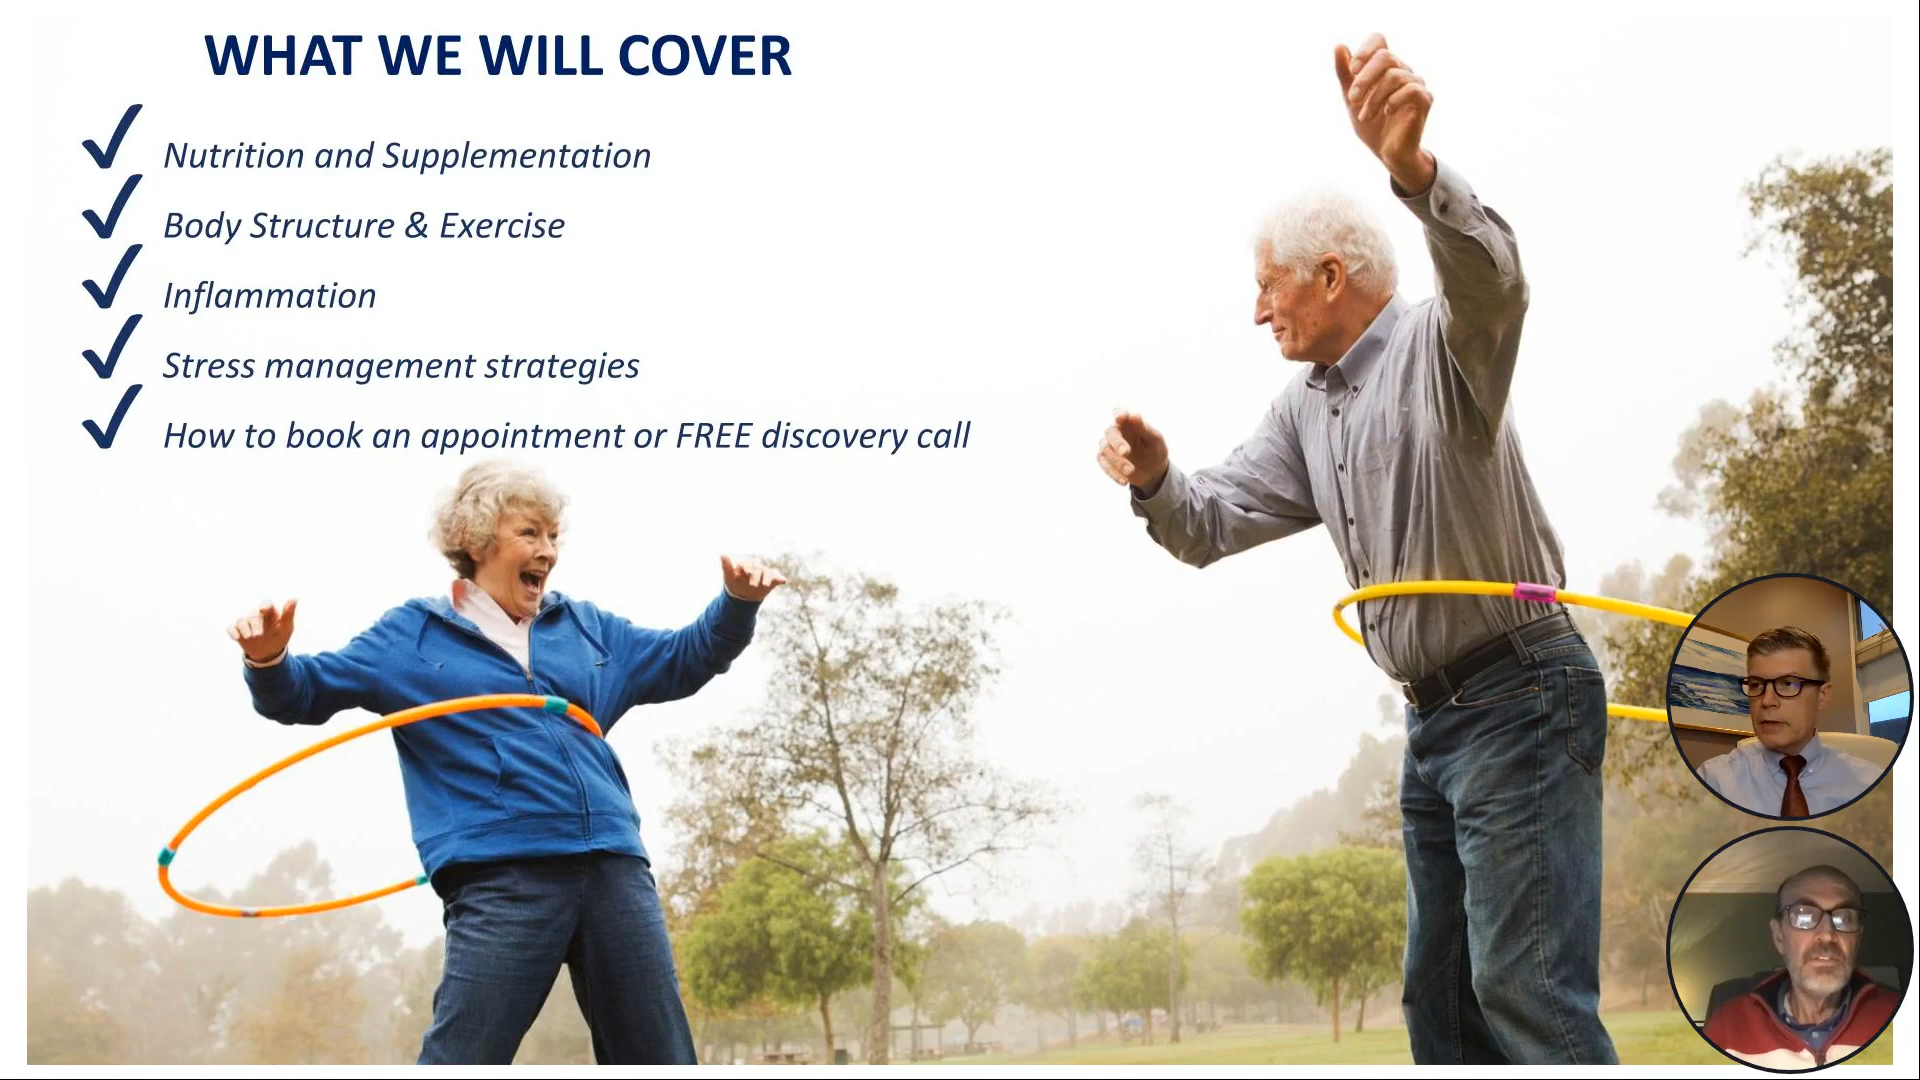 WHAT WE WILL COVER
Nutrition and Supplementation
Body Structure & Exercise
Inflammation
Stress management strategies
How to book an appointment or FREE discovery call